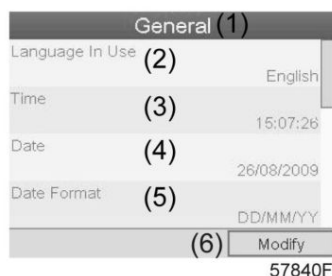 General (1)
Language In Use (2)
English
Time (3)
15:07:26
Date (4)
26/08/2009
Date Format (5)
DD/MM/YY
(6) Modify
57840F